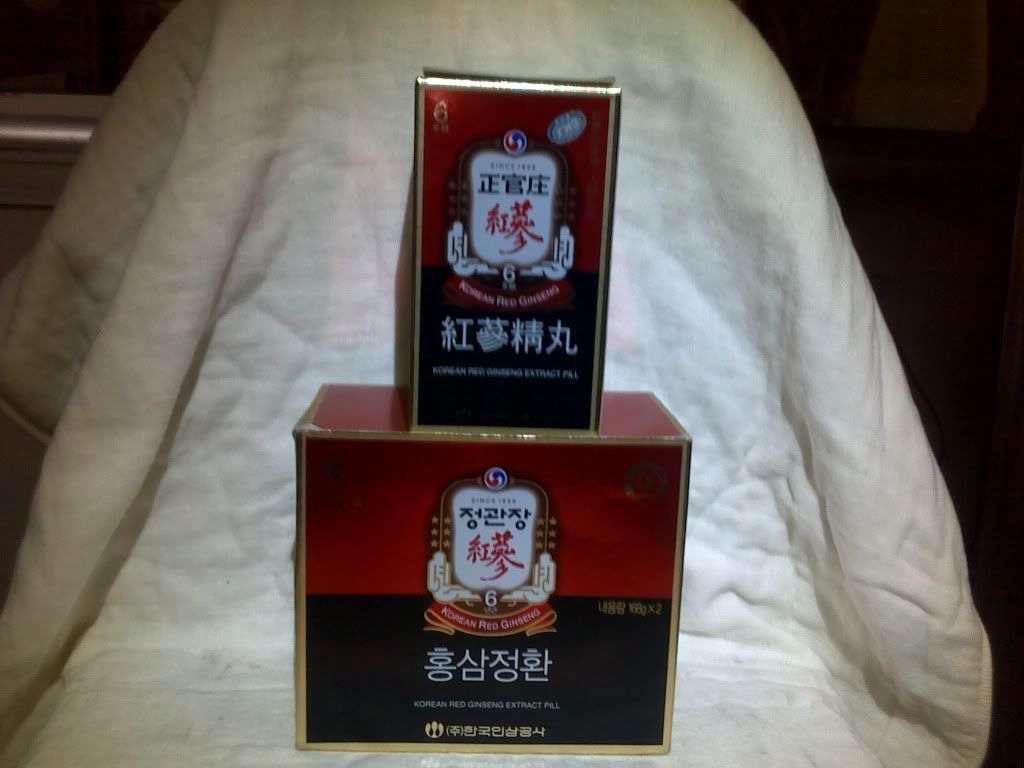 6
SINCE 1899
正官庄
紅蔘
6
KOREAN RED GINSENG
紅蔘精丸
KOREAN RED GINSENG EXTRACT PILL
6
SINCE 1899
정관장
紅蔘
6
KOREAN RED GINSENG
내용량 168g×2
홍삼정환
KOREAN RED GINSENG EXTRACT PILL
(주)한국인삼공사